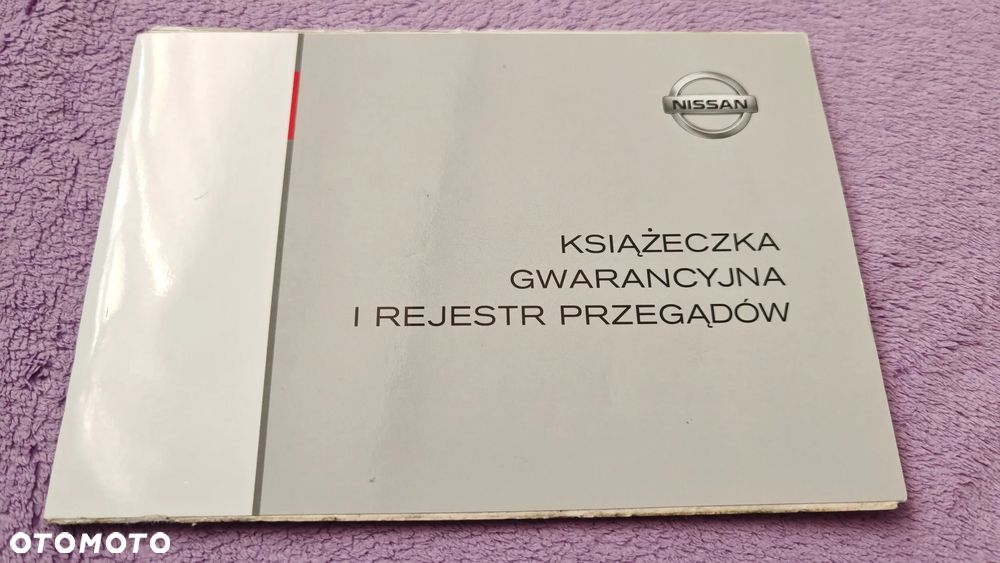 NISSAN
KSIĄŻECZKA
GWARANCYJNA
I REJESTR PRZEGĄDÓW
OTOMOTO